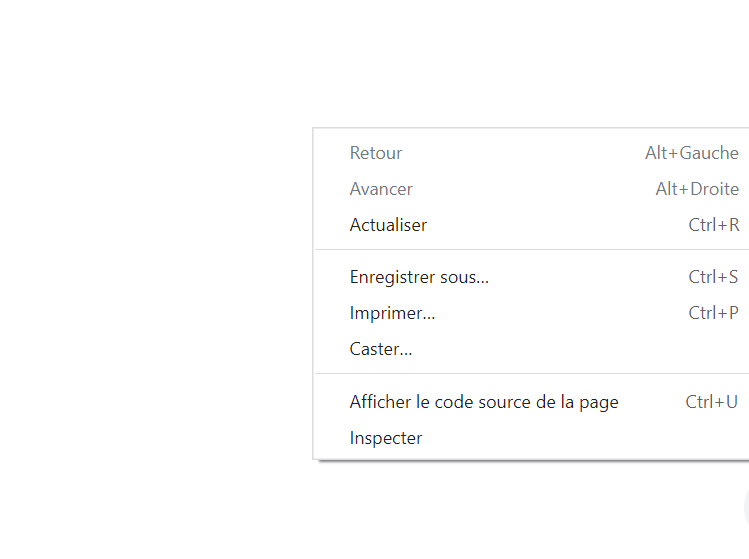 Retour Alt+Gauche
Avancer Alt+Droite
Actualiser Ctrl+R
Enregistrer sous... Ctrl+S
Imprimer... Ctrl+P
Caster...
Afficher le code source de la page Ctrl+U
Inspecter